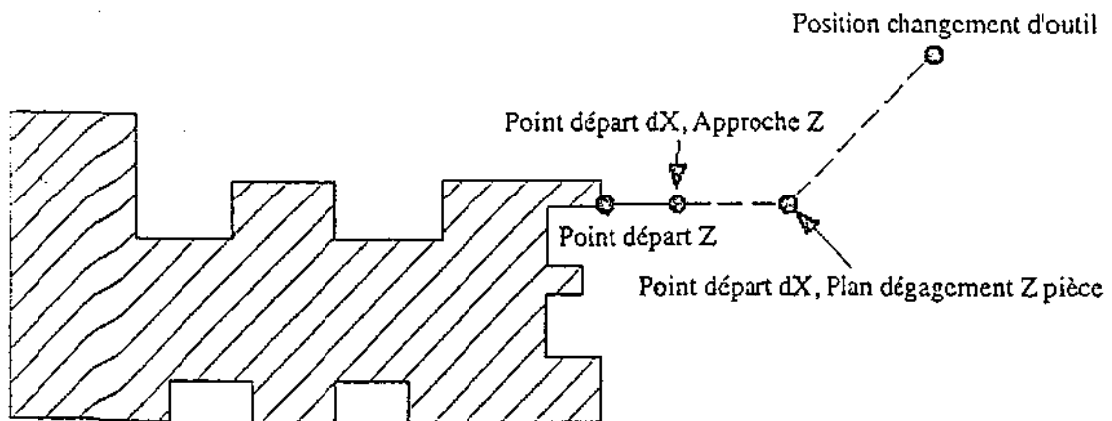 Position changement d'outil
Point départ dX, Approche Z
Point départ Z
Point départ dX, Plan dégagement Z pièce